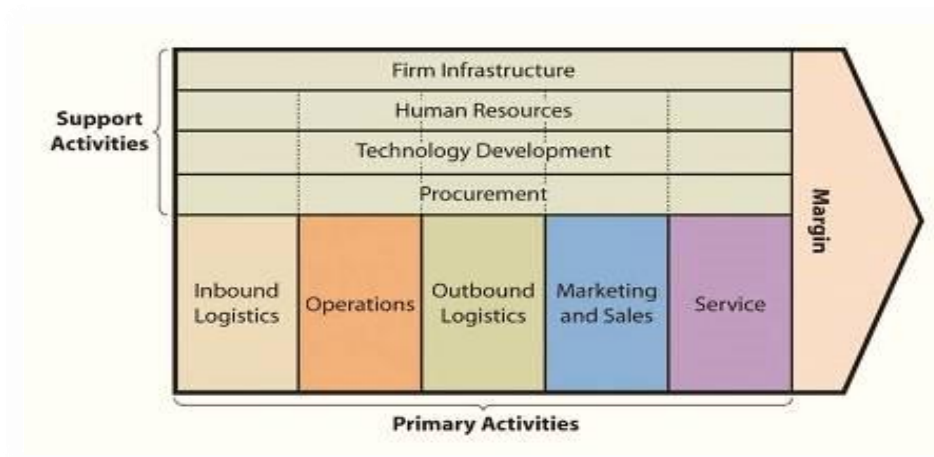 Firm Infrastructure
Human Resources
Technology Development
Procurement
Support
Activities
Inbound
Logistics
Operations
Outbound
Logistics
Marketing
and Sales
Service
Margin
Primary Activities